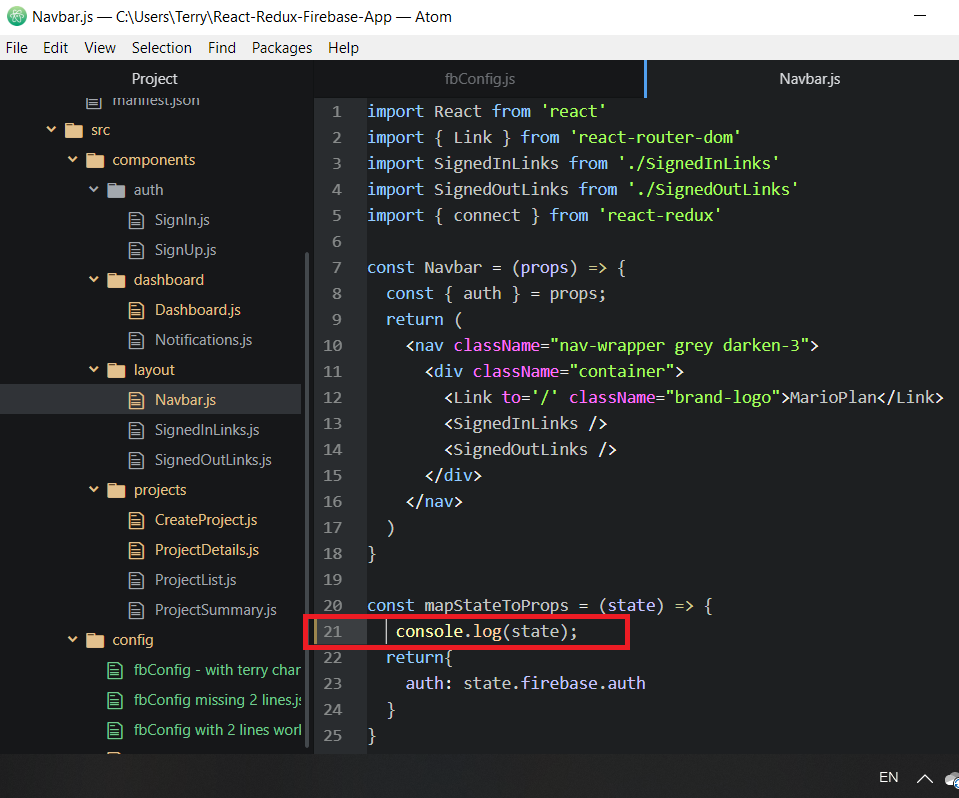 Navbar.js — C:\Users\Terry\React-Redux-Firebase-App — Atom
File Edit View Selection Find Packages Help
Project
manifest.json
src
components
auth
SignIn.js
SignUp.js
dashboard
Dashboard.js
Notifications.js
layout
Navbar.js
SignedInLinks.js
SignedOutLinks.js
projects
CreateProject.js
ProjectDetails.js
ProjectList.js
ProjectSummary.js
config
fbConfig - with terry char
fbConfig missing 2 lines.js
fbConfig with 2 lines worl
fbConfig.js Navbar.js
1 import React from 'react'
2 import { Link } from 'react-router-dom'
3 import SignedInLinks from './SignedInLinks'
4 import SignedOutLinks from './SignedOutLinks'
5 import { connect } from 'react-redux'
6
7 const Navbar = (props) => {
8   const { auth } = props;
9   return (
10     <nav className="nav-wrapper grey darken-3">
11       <div className="container">
12         <Link to='/' className="brand-logo">MarioPlan</Link>
13         <SignedInLinks />
14         <SignedOutLinks />
15       </div>
16     </nav>
17   )
18 }
19
20 const mapStateToProps = (state) => {
21    console.log(state);
22   return{
23     auth: state.firebase.auth
24   }
25 }
EN